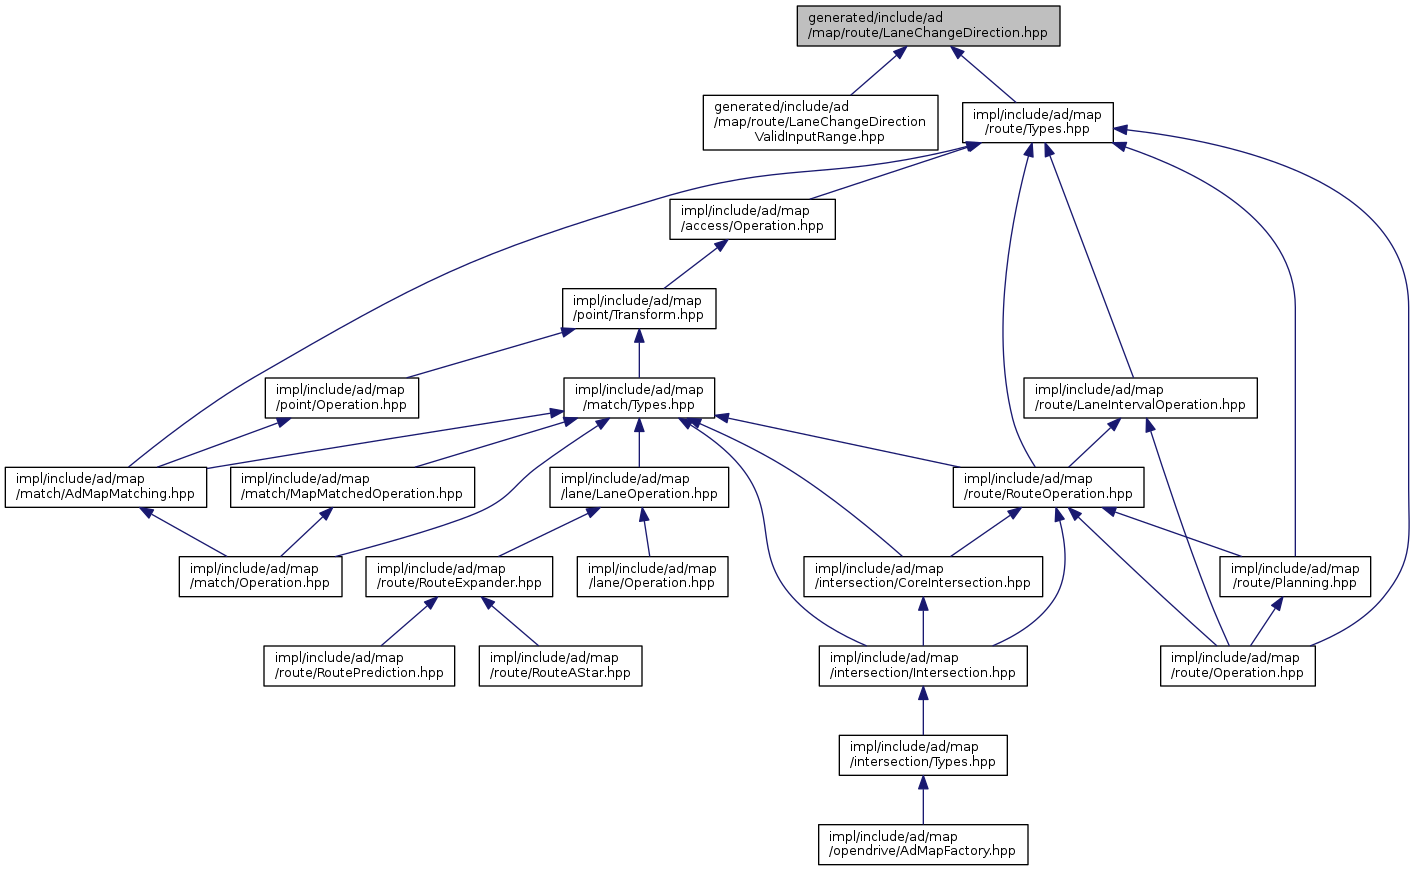 generated/include/ad
/map/route/LaneChangeDirection.hpp
generated/include/ad
/map/route/LaneChangeDirection
ValidInputRange.hpp
impl/include/ad/map
/route/Types.hpp
impl/include/ad/map
/access/Operation.hpp
impl/include/ad/map
/point/Transform.hpp
impl/include/ad/map
/point/Operation.hpp
impl/include/ad/map
/match/Types.hpp
impl/include/ad/map
/route/LaneIntervalOperation.hpp
impl/include/ad/map
/match/AdMapMatching.hpp
impl/include/ad/map
/match/MapMatchedOperation.hpp
impl/include/ad/map
/lane/LaneOperation.hpp
impl/include/ad/map
/route/RouteOperation.hpp
impl/include/ad/map
/match/Operation.hpp
impl/include/ad/map
/route/RouteExpander.hpp
impl/include/ad/map
/lane/Operation.hpp
impl/include/ad/map
/intersection/CoreIntersection.hpp
impl/include/ad/map
/route/Planning.hpp
impl/include/ad/map
/route/RoutePrediction.hpp
impl/include/ad/map
/route/RouteAStar.hpp
impl/include/ad/map
/intersection/Intersection.hpp
impl/include/ad/map
/route/Operation.hpp
impl/include/ad/map
/intersection/Types.hpp
impl/include/ad/map
/opendrive/AdMapFactory.hpp